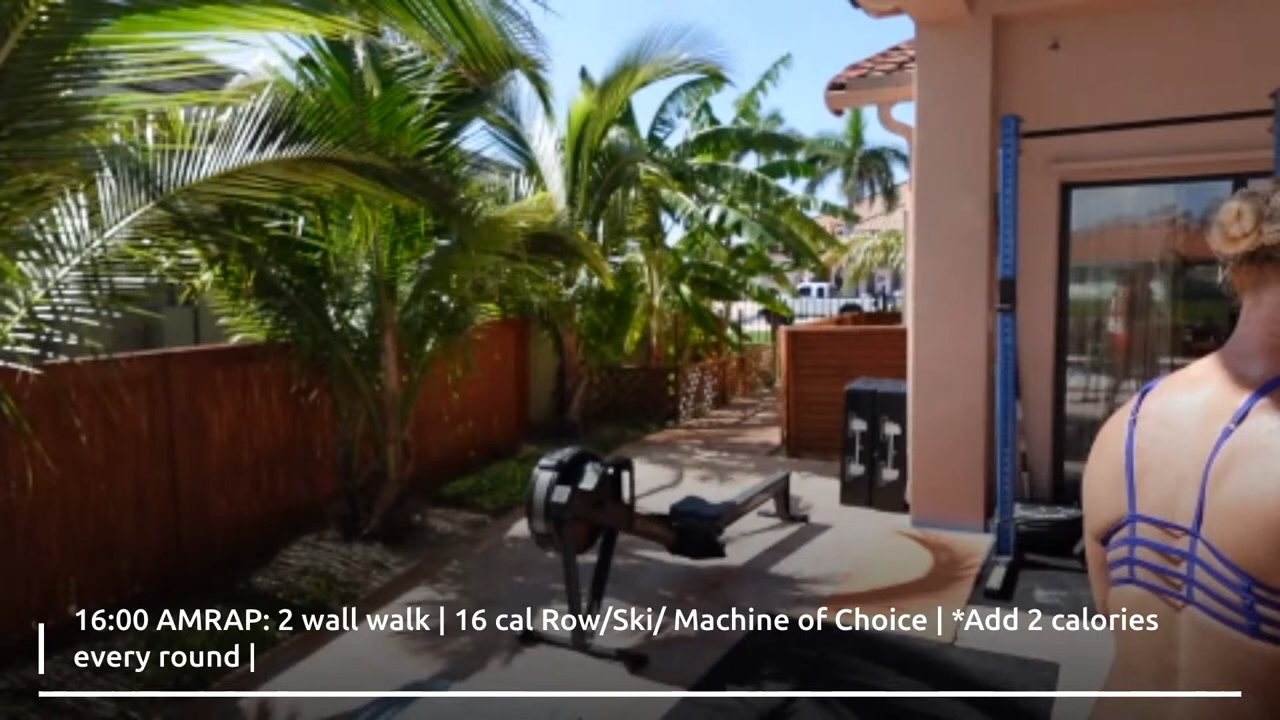 16:00 AMRAP: 2 wall walk | 16 cal Row/Ski/ Machine of Choice | *Add 2 calories
every round |